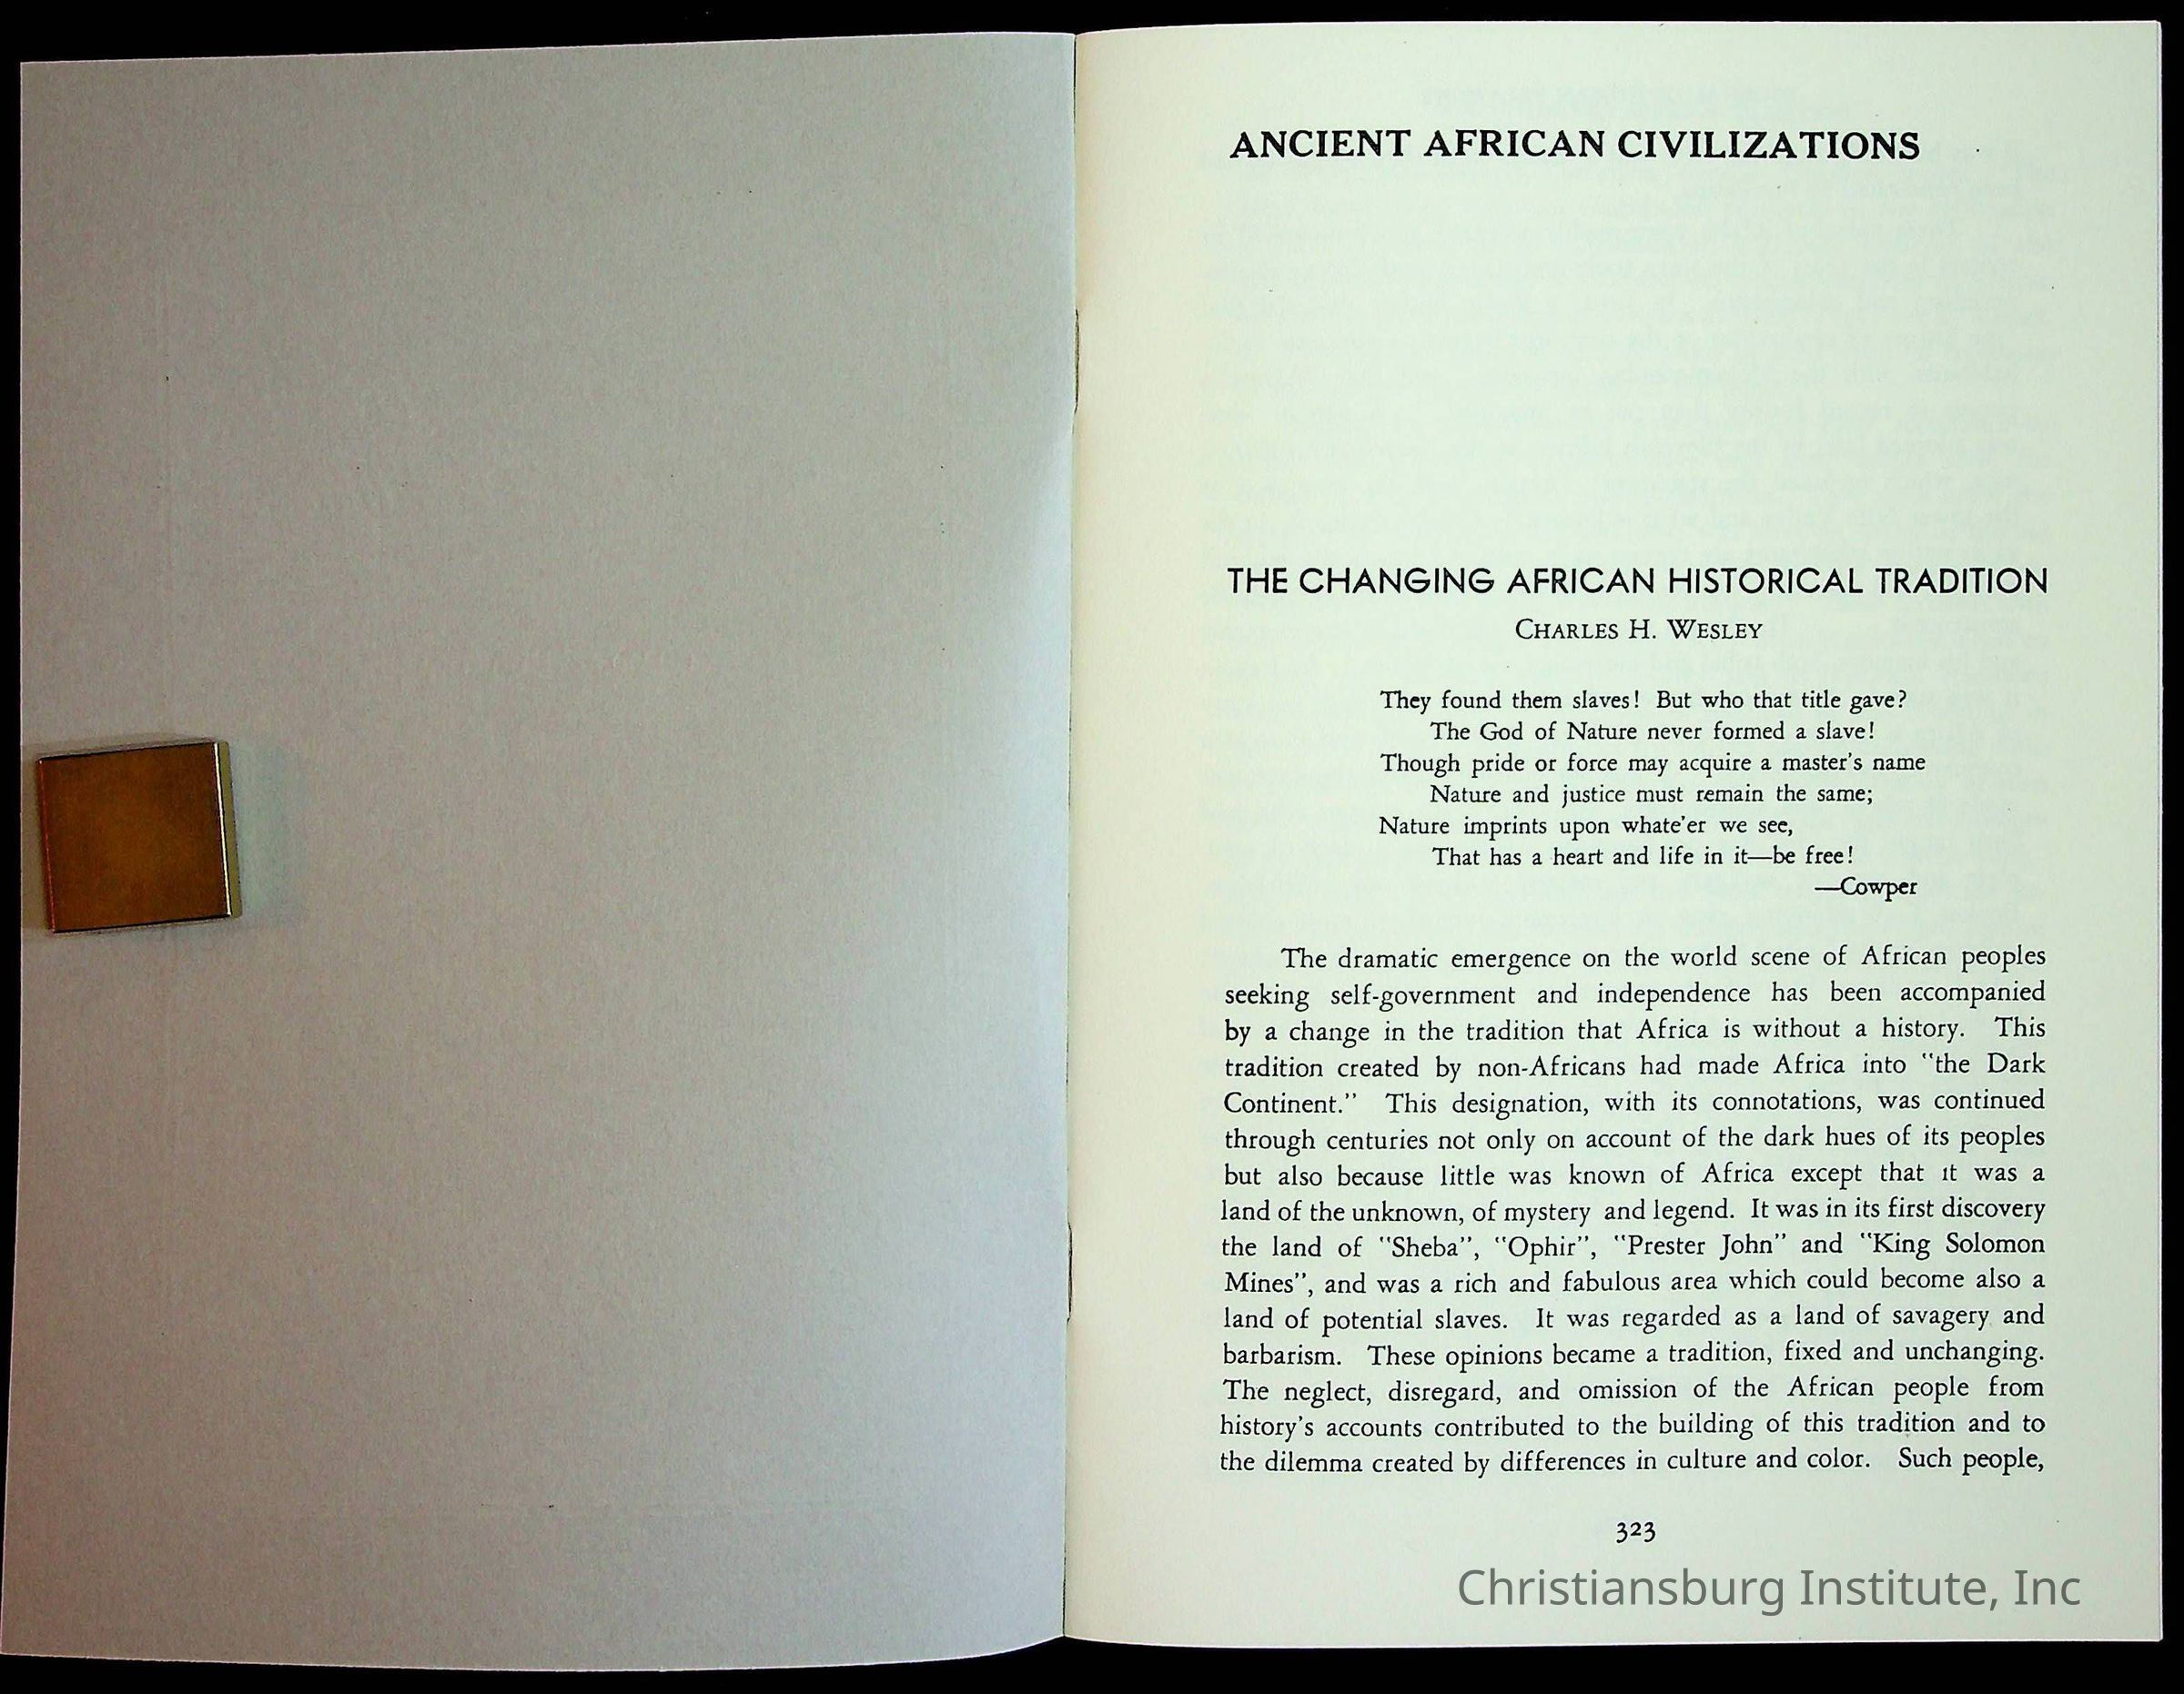 ANCIENT AFRICAN CIVILIZATIONS
THE CHANGING AFRICAN HISTORICAL TRADITION
CHARLES H. WESLEY
They found them slaves! But who that title gave?
The God of Nature never formed a slave!
Though pride or force may acquire a master's name
Nature and justice must remain the same;
Nature imprints upon whate'er we see,
That has a heart and life in it—be free!
—Cowper
The dramatic emergence on the world scene of African peoples
seeking self-government and independence has been accompanied
by a change in the tradition that Africa is without a history. This
tradition created by non-Africans had made Africa into "the Dark
Continent." This designation, with its connotations, was continued
through centuries not only on account of the dark hues of its peoples
but also because little was known of Africa except that it was a
land of the unknown, of mystery and legend. It was in its first discovery
the land of "Sheba", "Ophir", "Prester John" and "King Solomon
Mines", and was a rich and fabulous area which could become also a
land of potential slaves. It was regarded as a land of savagery and
barbarism. These opinions became a tradition, fixed and unchanging.
The neglect, disregard, and omission of the African people from
history's accounts contributed to the building of this tradition and to
the dilemma created by differences in culture and color. Such people,
323
Christiansburg Institute, Inc